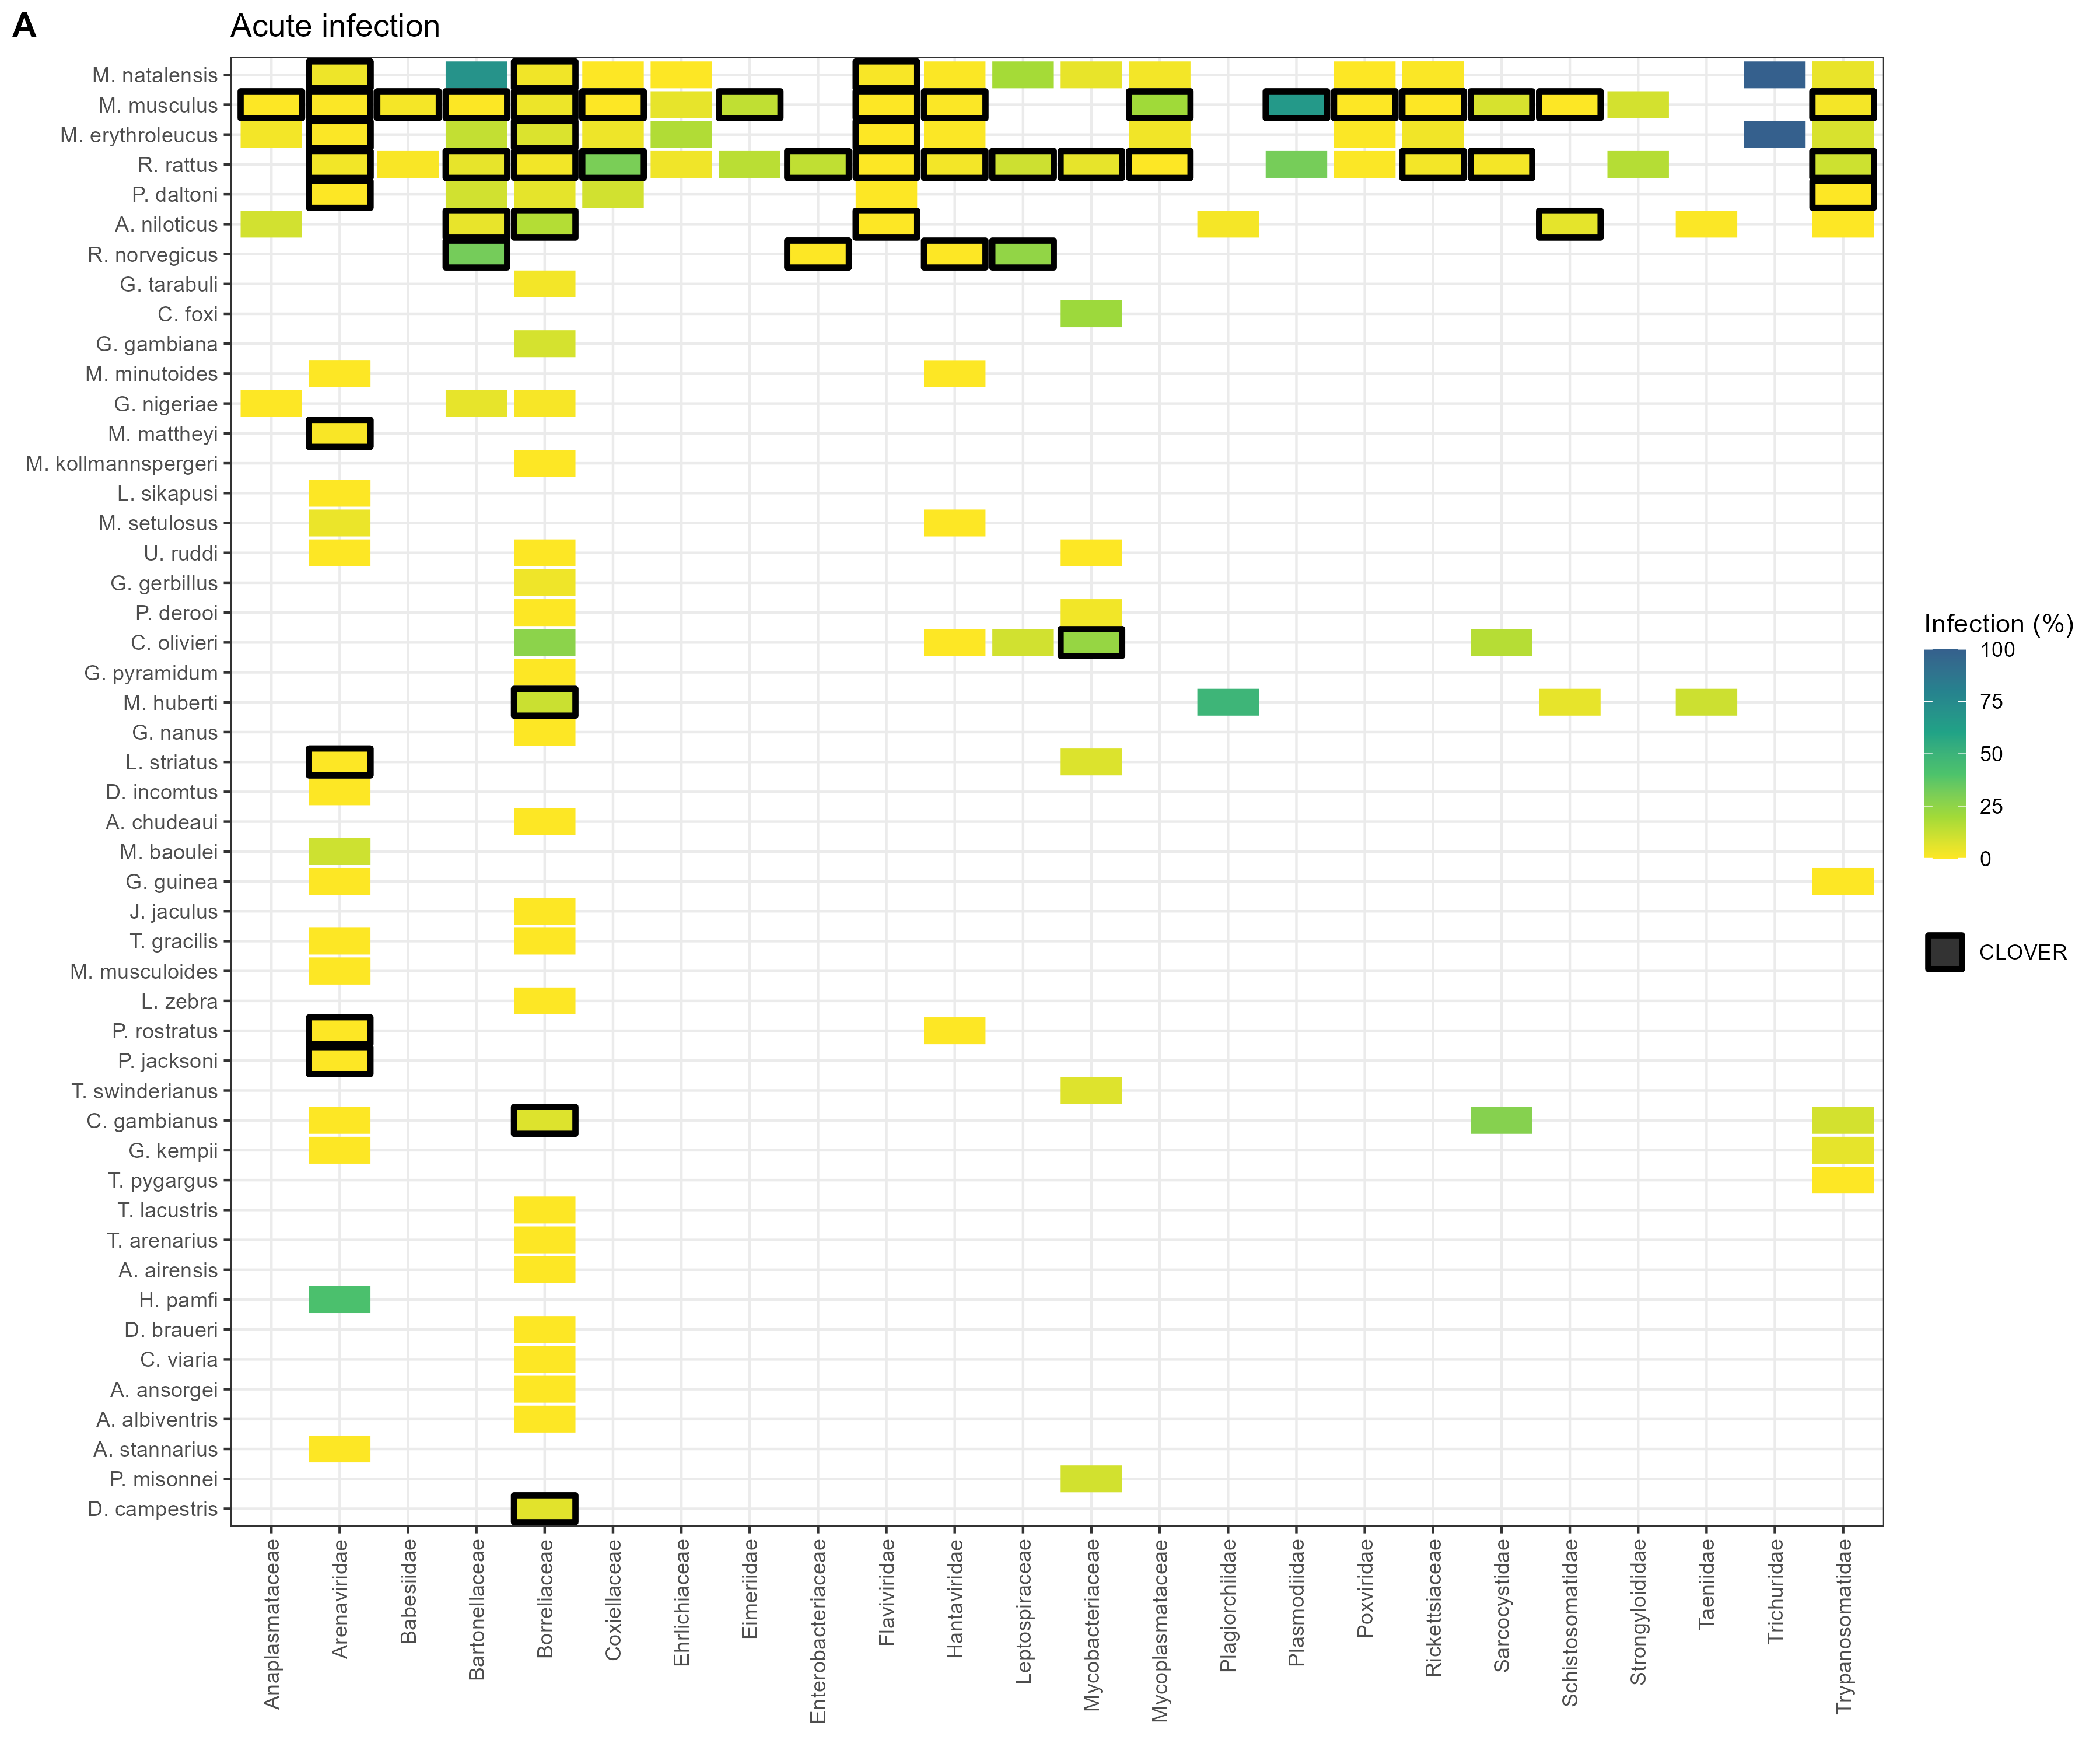 A
Acute infection
M. natalensis
M. musculus
M. erythroleucus
R. rattus
P. daltoni
A. niloticus
R. norvegicus
G. tarabuli
C. foxi
G. gambiana
M. minutoides
G. nigeriae
M. mattheyi
M. kollmannspergeri
L. sikapusi
M. setulosus
U. ruddi
G. gerbillus
P. derooi
C. olivieri
G. pyramidum
M. huberti
G. nanus
L. striatus
D. incomtus
A. chudeaui
M. baoulei
G. guinea
J. jaculus
T. gracilis
M. musculoides
L. zebra
P. rostratus
P. jacksoni
T. swinderianus
C. gambianus
G. kempii
T. pygargus
T. lacustris
T. arenarius
A. airensis
H. pamfi
D. braueri
C. viaria
A. ansorgei
A. albiventris
A. stannarius
P. misonnei
D. campestris
Anaplasmataceae
Arenaviridae
Babesiidae
Bartonellaceae
Borreliaceae
Coxiellaceae
Ehrlichiaceae
Eimeriidae
Enterobacteriaceae
Flaviviridae
Hantaviridae
Leptospiraceae
Mycobacteriaceae
Mycoplasmataceae
Plagiorchiidae
Plasmodiidae
Poxviridae
Rickettsiaceae
Sarcocystidae
Schistosomatidae
Strongyloididae
Taeniidae
Trichuridae
Trypanosomatidae
Infection (%)
100
75
50
25
0
CLOVER